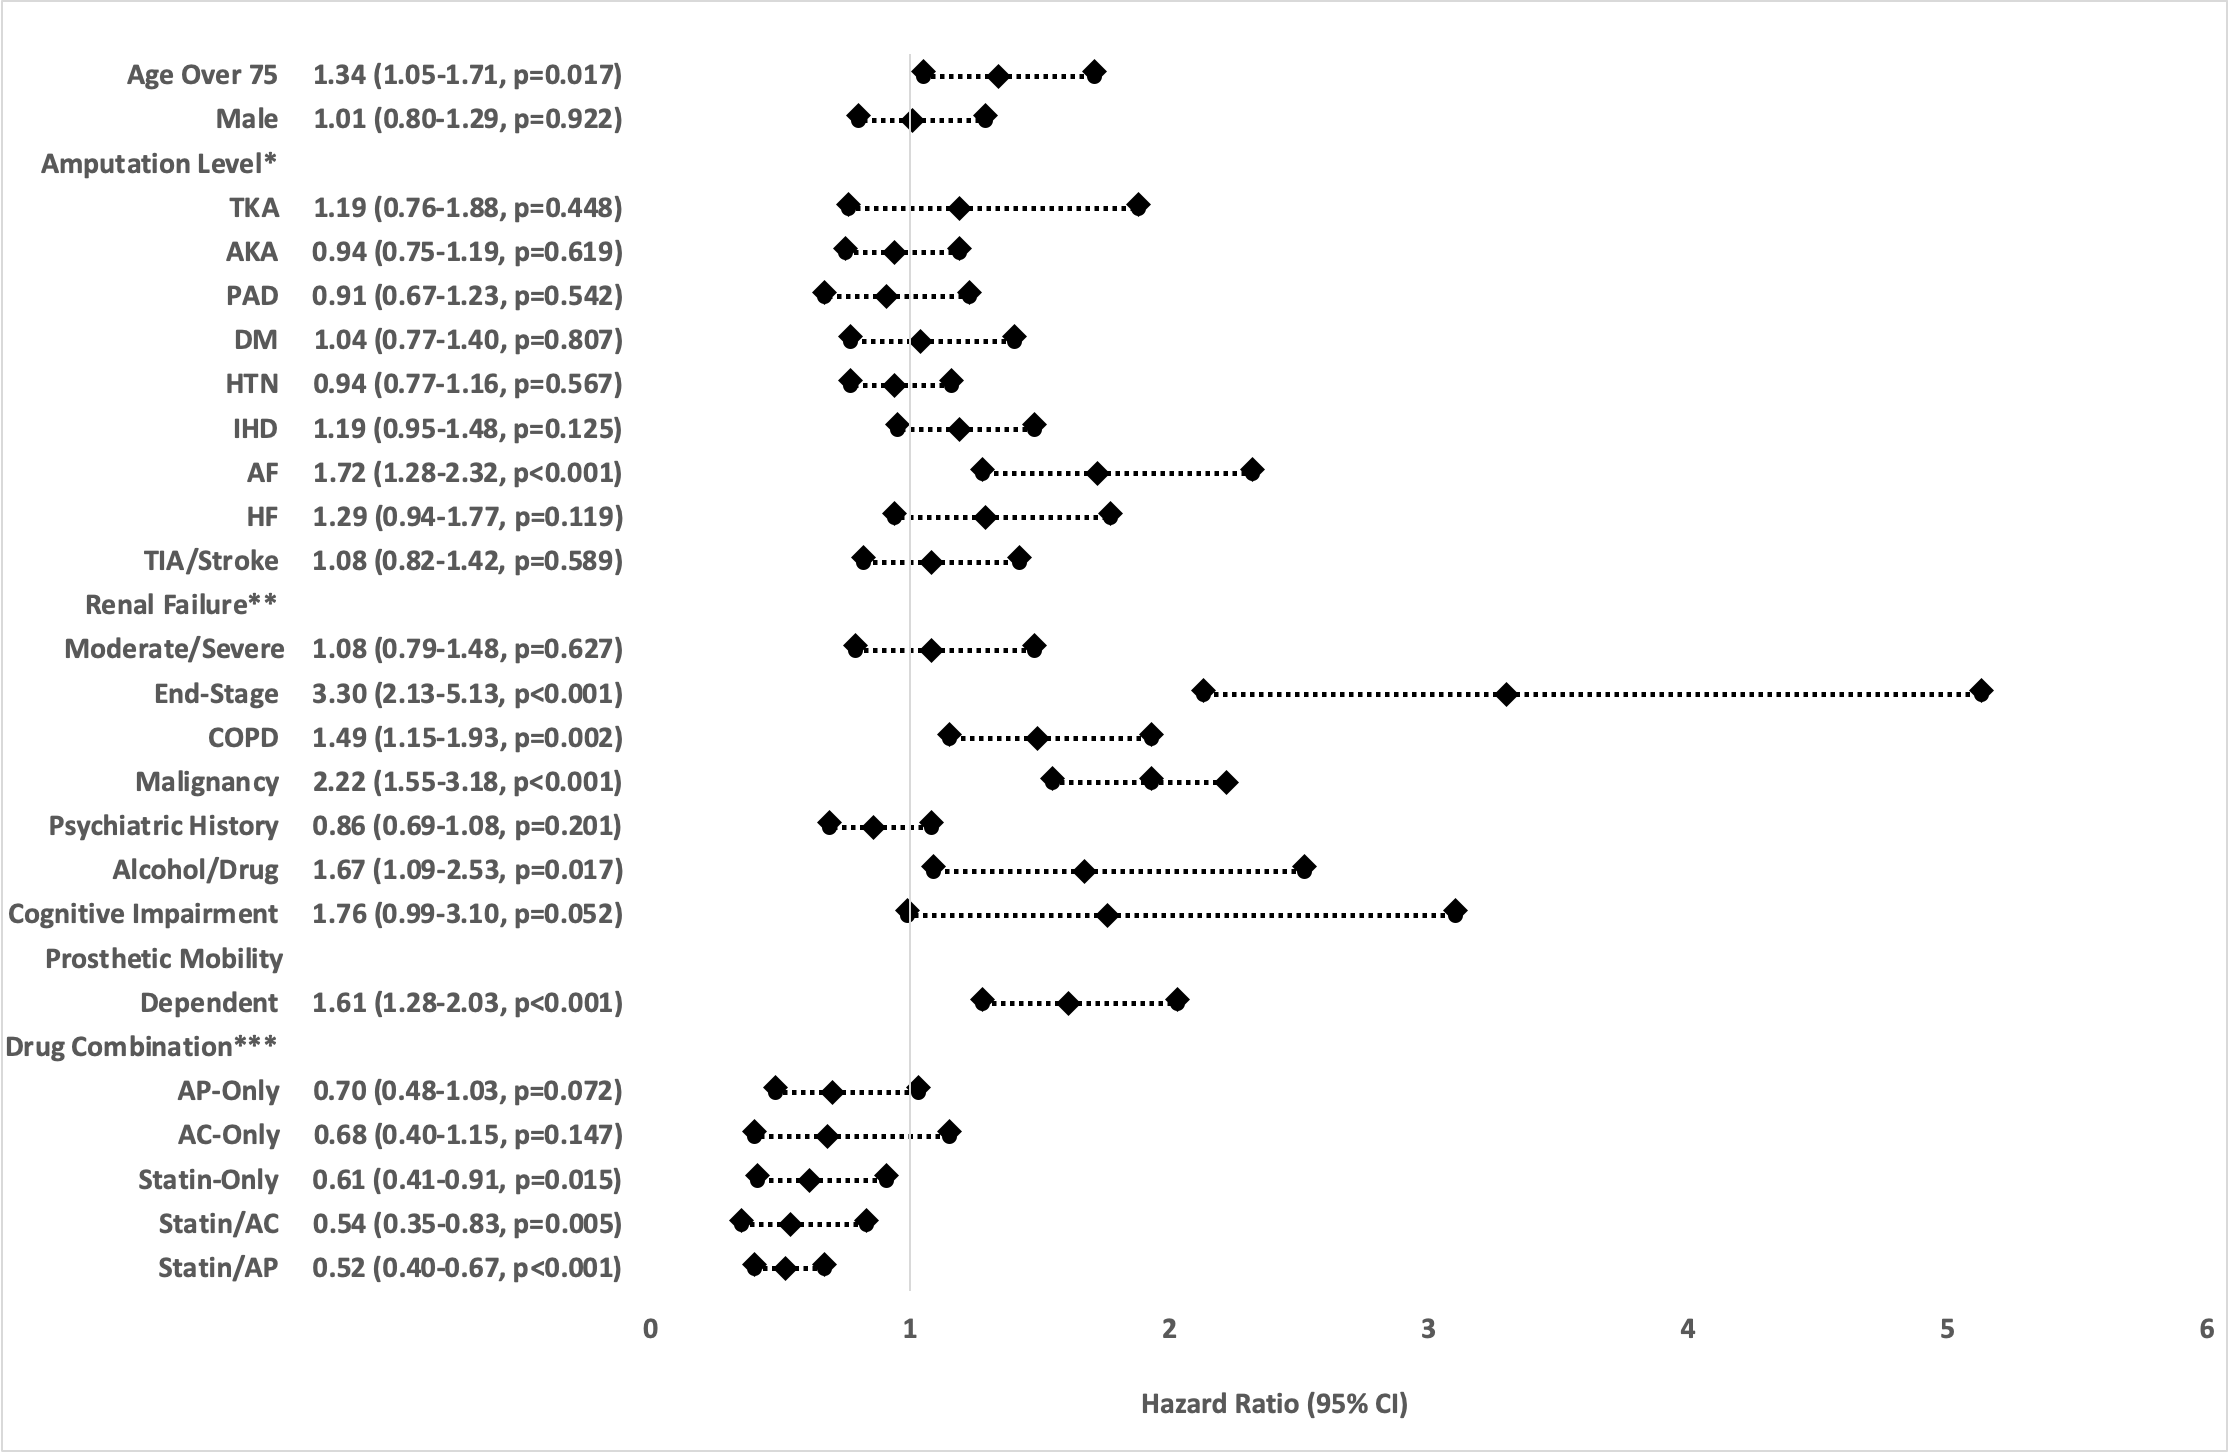 Age Over 75 1.34 (1.05-1.71, p=0.017)
Male 1.01 (0.80-1.29, p=0.922)
Amputation Level*
TKA 1.19 (0.76-1.88, p=0.448)
AKA 0.94 (0.75-1.19, p=0.619)
PAD 0.91 (0.67-1.23, p=0.542)
DM 1.04 (0.77-1.40, p=0.807)
HTN 0.94 (0.77-1.16, p=0.567)
IHD 1.19 (0.95-1.48, p=0.125)
AF 1.72 (1.28-2.32, p<0.001)
HF 1.29 (0.94-1.77, p=0.119)
TIA/Stroke 1.08 (0.82-1.42, p=0.589)
Renal Failure**
Moderate/Severe 1.08 (0.79-1.48, p=0.627)
End-Stage 3.30 (2.13-5.13, p<0.001)
COPD 1.49 (1.15-1.93, p=0.002)
Malignancy 2.22 (1.55-3.18, p<0.001)
Psychiatric History 0.86 (0.69-1.08, p=0.201)
Alcohol/Drug 1.67 (1.09-2.53, p=0.017)
Cognitive Impairment 1.76 (0.99-3.10, p=0.052)
Prosthetic Mobility
Dependent 1.61 (1.28-2.03, p<0.001)
Drug Combination***
AP-Only 0.70 (0.48-1.03, p=0.072)
AC-Only 0.68 (0.40-1.15, p=0.147)
Statin-Only 0.61 (0.41-0.91, p=0.015)
Statin/AC 0.54 (0.35-0.83, p=0.005)
Statin/AP 0.52 (0.40-0.67, p<0.001)
0 1 2 3 4 5 6
Hazard Ratio (95% CI)